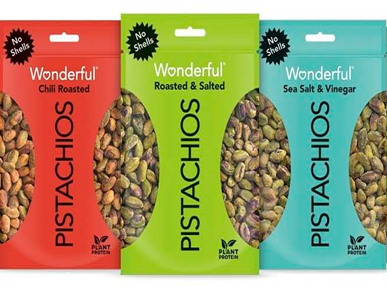 No
Shells
Wonderful®
Chili Roasted
PISTACHIOS
PLANT
PROTEIN
No
Shells
Wonderful®
Roasted & Salted
PISTACHIOS
PLANT
PROTEIN
No
Shells
Wonderful®
Sea Salt & Vinegar
PISTACHIOS
PLANT
PROTEIN